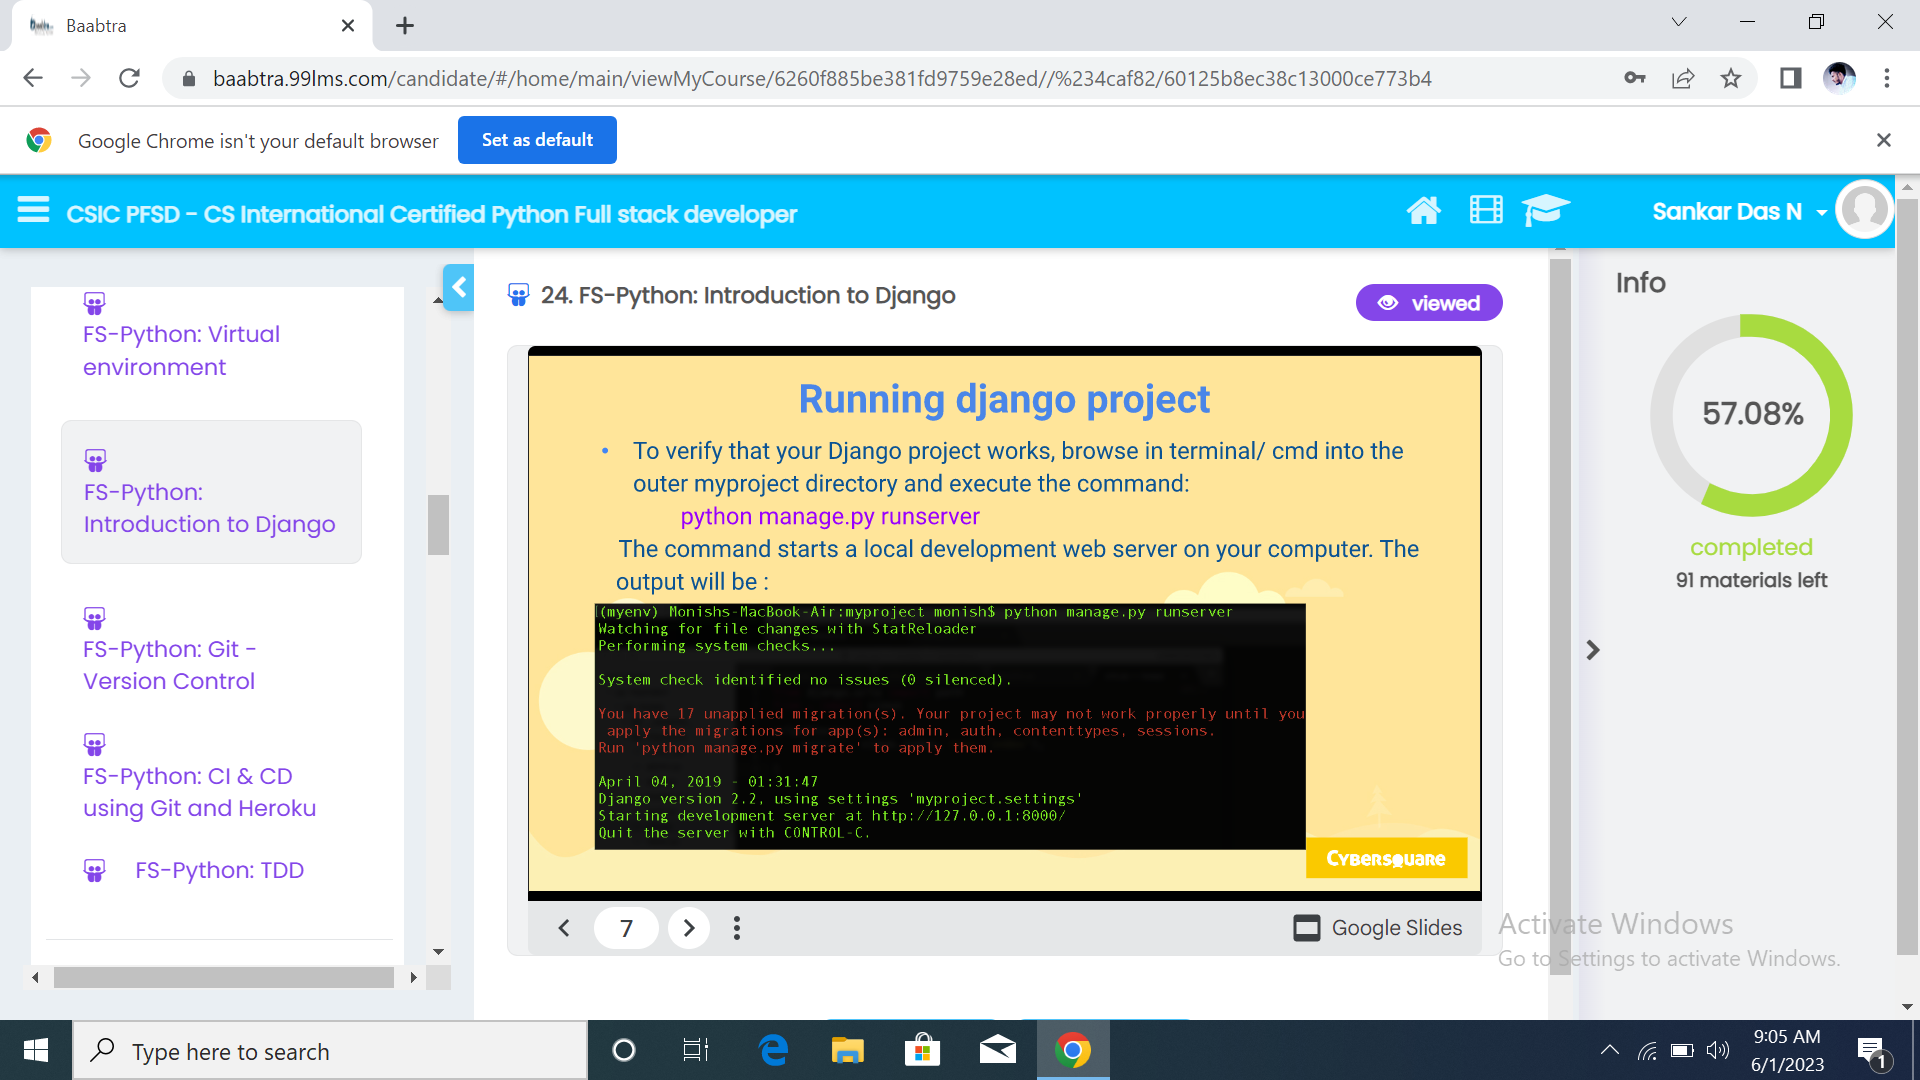 Baabtra
baabtra.99lms.com/candidate/#/home/main/viewMyCourse/6260f885be381fd9759e28ed//%234caf82/60125b8ec38c13000ce773b4
Google Chrome isn't your default browser
Set as default
CSIC PFSD - CS International Certified Python Full stack developer
Sankar Das N
FS-Python: Virtual
environment
FS-Python:
Introduction to Django
FS-Python: Git -
Version Control
FS-Python: CI & CD
using Git and Heroku
FS-Python: TDD
24. FS-Python: Introduction to Django
viewed
Running django project
• To verify that your Django project works, browse in terminal/ cmd into the
outer myproject directory and execute the command:
python manage.py runserver
The command starts a local development web server on your computer. The
output will be :
(myenv) Monishs-MacBook-Air:myproject monish$ python manage.py runserver
Watching for file changes with StatReloader
Performing system checks...
System check identified no issues (0 silenced).
You have 17 unapplied migration(s). Your project may not work properly until you
apply the migrations for app(s): admin, auth, contenttypes, sessions.
Run 'python manage.py migrate' to apply them.
April 04, 2019 - 01:31:47
Django version 2.2, using settings 'myproject.settings'
Starting development server at http://127.0.0.1:8000/
Quit the server with CONTROL-C.
CYBERSQUARE
7
Google Slides
Info
57.08%
completed
91 materials left
Activate Windows
Go to Settings to activate Windows.
Type here to search
9:05 AM
6/1/2023
1